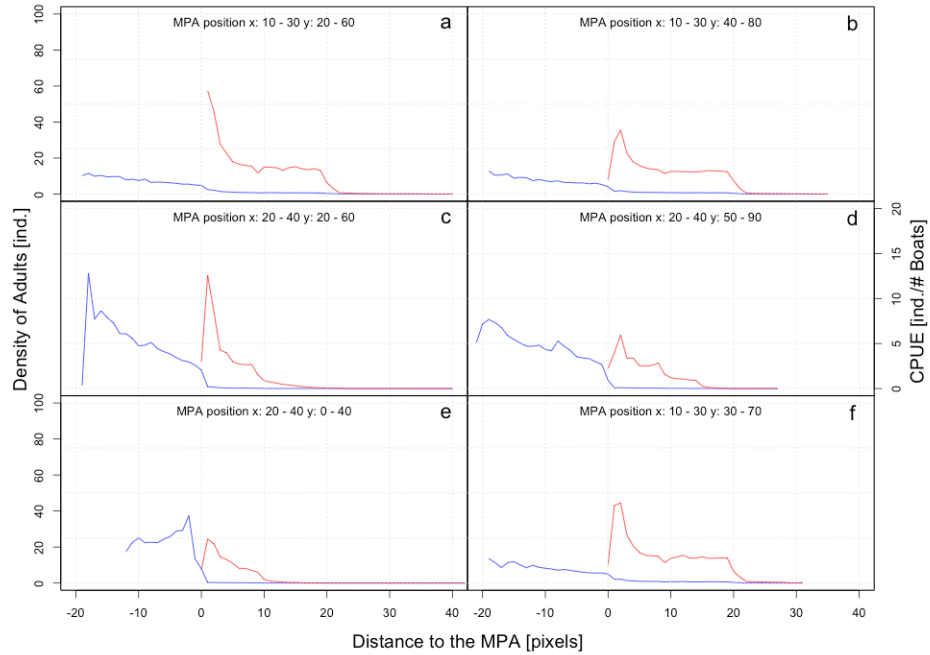 MPA position x: 10 - 30 y: 20 - 60
a
MPA position x: 10 - 30 y: 40 - 80
b
0 20 40 60 80 100
MPA position x: 20 - 40 y: 20 - 60
c
MPA position x: 20 - 40 y: 50 - 90
d
0 5 10 15 20
Density of Adults [ind.]
CPUE [ind./# Boats]
MPA position x: 20 - 40 y: 0 - 40
e
MPA position x: 10 - 30 y: 30 - 70
f
0 20 40 60 80 100
-20 -10 0 10 20 30 40
-20 -10 0 10 20 30 40
Distance to the MPA [pixels]